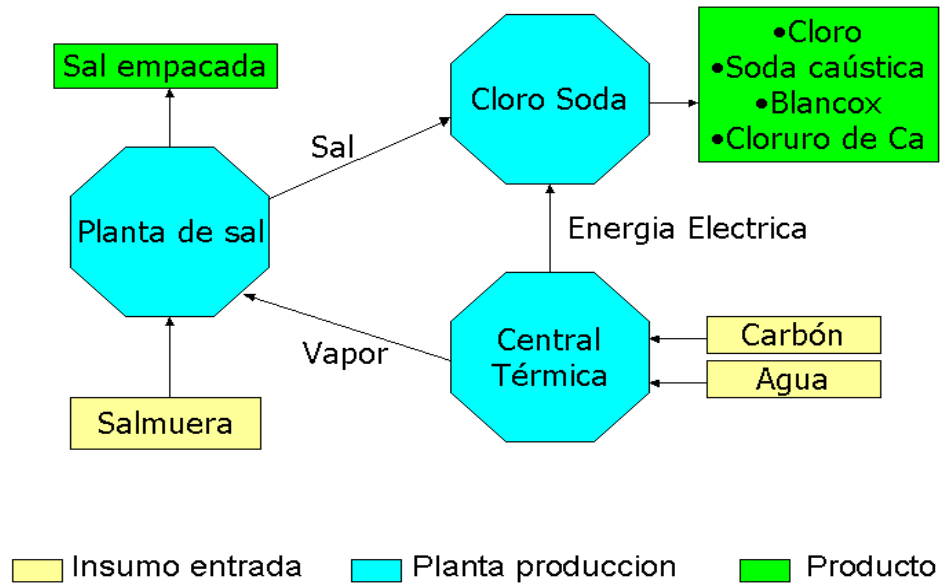 Sal empacada
•Cloro
•Soda caústica
•Blancox
•Cloruro de Ca
Cloro Soda
Sal
Planta de sal
Energia Electrica
Vapor
Central
Térmica
Carbón
Agua
Salmuera
Insumo entrada
Planta produccion
Producto